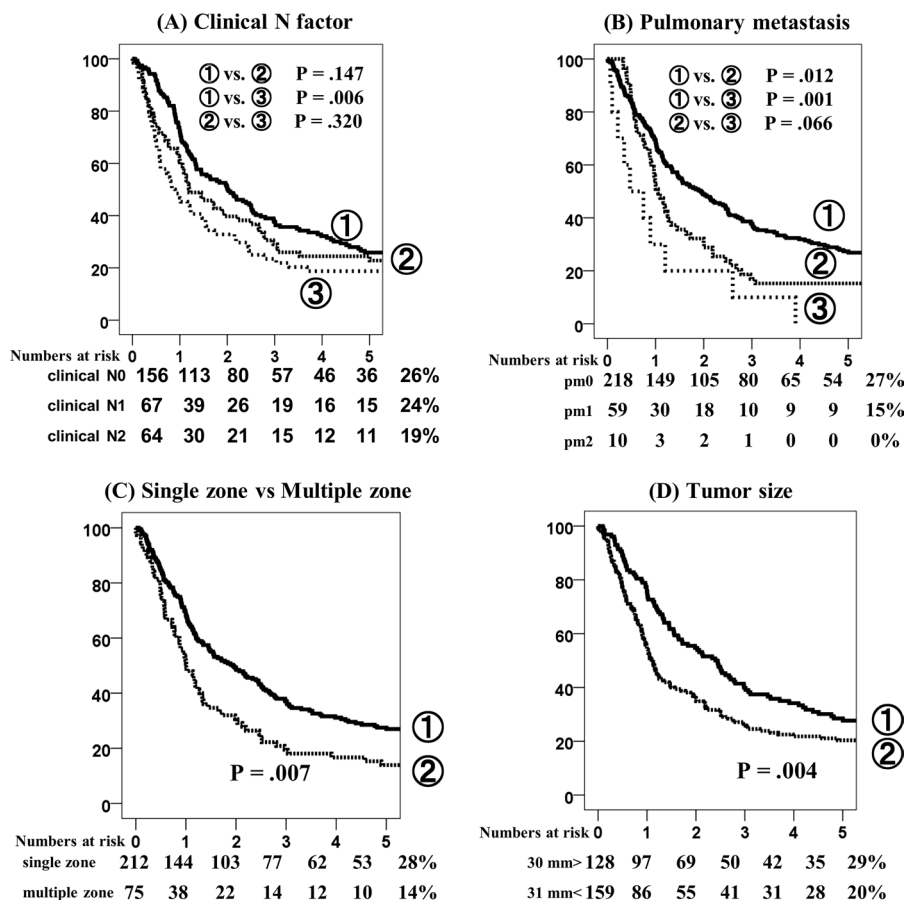 (A) Clinical N factor
100
① vs. ② P = .147
① vs. ③ P = .006
② vs. ③ P = .320
80
60
40
20
0
①
②
③
0 1 2 3 4 5
Numbers at risk
clinical N0 156 113 80 57 46 36 26%
clinical N1 67 39 26 19 16 15 24%
clinical N2 64 30 21 15 12 11 19%
(B) Pulmonary metastasis
100
① vs. ② P = .012
① vs. ③ P = .001
② vs. ③ P = .066
80
60
40
20
0
①
②
③
0 1 2 3 4 5
Numbers at risk
pm0 218 149 105 80 65 54 27%
pm1 59 30 18 10 9 9 15%
pm2 10 3 2 1 0 0 0%
(C) Single zone vs Multiple zone
100
80
60
40
20
0
①
②
P = .007
0 1 2 3 4 5
Numbers at risk
single zone 212 144 103 77 62 53 28%
multiple zone 75 38 22 14 12 10 14%
(D) Tumor size
100
80
60
40
20
0
①
②
P = .004
0 1 2 3 4 5
Numbers at risk
30 mm> 128 97 69 50 42 35 29%
31 mm< 159 86 55 41 31 28 20%